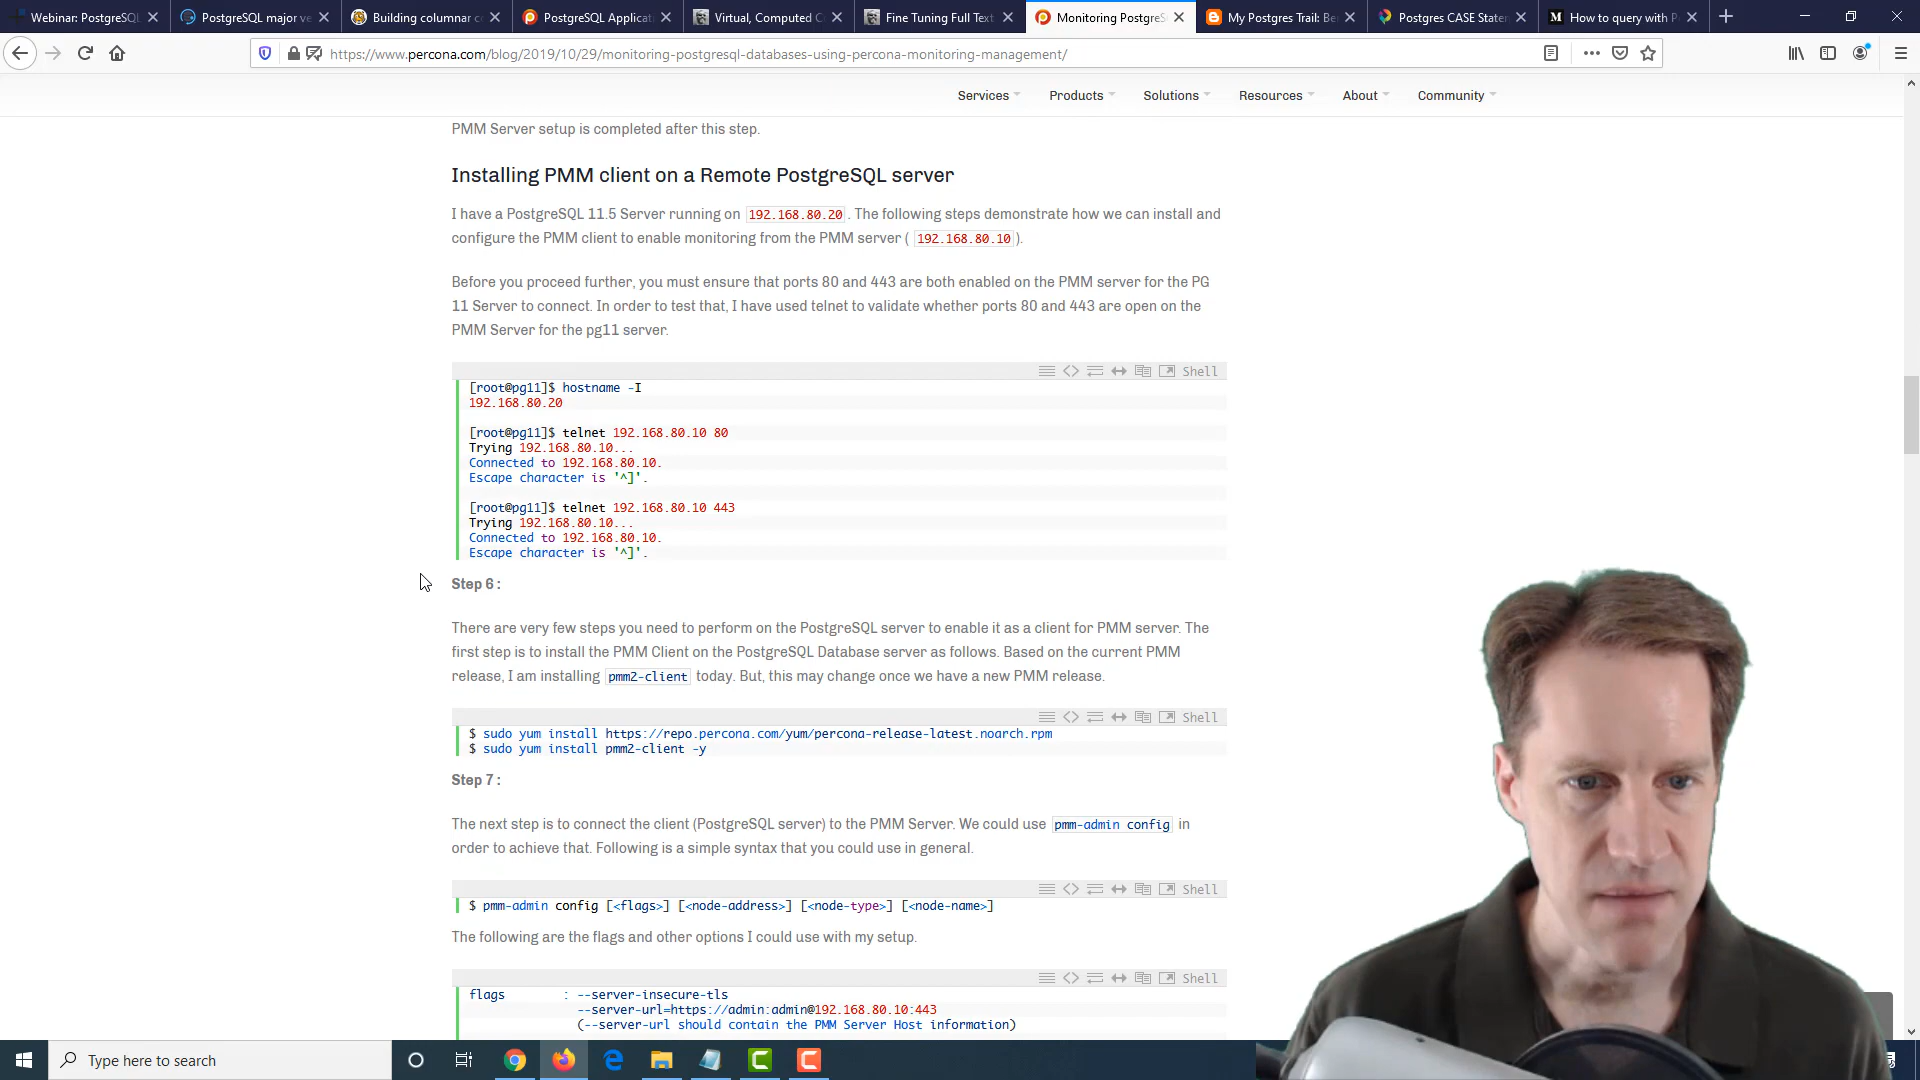 Webinar: PostgreSQL
PostgreSQL major ve
Building columnar c
PostgreSQL Applicat
Virtual, Computed C
Fine Tuning Full Text
Monitoring PostgreS
My Postgres Trail: Be
Postgres CASE State
How to query with P
https://www.percona.com/blog/2019/10/29/monitoring-postgresql-databases-using-percona-monitoring-management/
Services Products Solutions Resources About Community
PMM Server setup is completed after this step.
Installing PMM client on a Remote PostgreSQL server
I have a PostgreSQL 11.5 Server running on 192.168.80.20 . The following steps demonstrate how we can install and
configure the PMM client to enable monitoring from the PMM server ( 192.168.80.10 ).
Before you proceed further, you must ensure that ports 80 and 443 are both enabled on the PMM server for the PG
11 Server to connect. In order to test that, I have used telnet to validate whether ports 80 and 443 are open on the
PMM Server for the pg11 server.
Shell
[root@pg11]$ hostname -I
192.168.80.20
[root@pg11]$ telnet 192.168.80.10 80
Trying 192.168.80.10...
Connected to 192.168.80.10.
Escape character is '^]'.
[root@pg11]$ telnet 192.168.80.10 443
Trying 192.168.80.10...
Connected to 192.168.80.10.
Escape character is '^]'.
Step 6 :
There are very few steps you need to perform on the PostgreSQL server to enable it as a client for PMM server. The
first step is to install the PMM Client on the PostgreSQL Database server as follows. Based on the current PMM
release, I am installing pmm2-client today. But, this may change once we have a new PMM release.
Shell
$ sudo yum install https://repo.percona.com/yum/percona-release-latest.noarch.rpm
$ sudo yum install pmm2-client -y
Step 7 :
The next step is to connect the client (PostgreSQL server) to the PMM Server. We could use pmm-admin config in
order to achieve that. Following is a simple syntax that you could use in general.
Shell
$ pmm-admin config [<flags>] [<node-address>] [<node-type>] [<node-name>]
The following are the flags and other options I could use with my setup.
Shell
flags : --server-insecure-tls
--server-url=https://admin:admin@192.168.80.10:443
(--server-url should contain the PMM Server Host information)
Type here to search